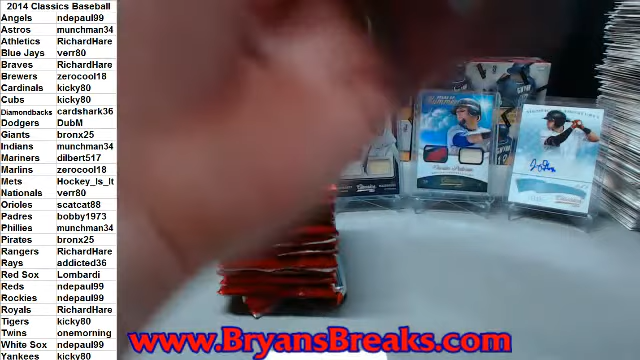 2014 Classics Baseball
Angels ndepaul99
Astros munchman34
Athletics RichardHare
Blue Jays verr80
Braves RichardHare
Brewers zerocool18
Cardinals kicky80
Cubs kicky80
Diamondbacks cardshark36
Dodgers DubM
Giants bronx25
Indians munchman34
Mariners dilbert517
Marlins zerocool18
Mets Hockey_Is_It
Nationals verr80
Orioles scatcat88
Padres bobby1973
Phillies munchman34
Pirates bronx25
Rangers RichardHare
Rays addicted36
Red Sox Lombardi
Reds ndepaul99
Rockies ndepaul99
Royals RichardHare
Tigers kicky80
Twins onemorning
White Sox ndepaul99
Yankees kicky80
www.BryansBreaks.com